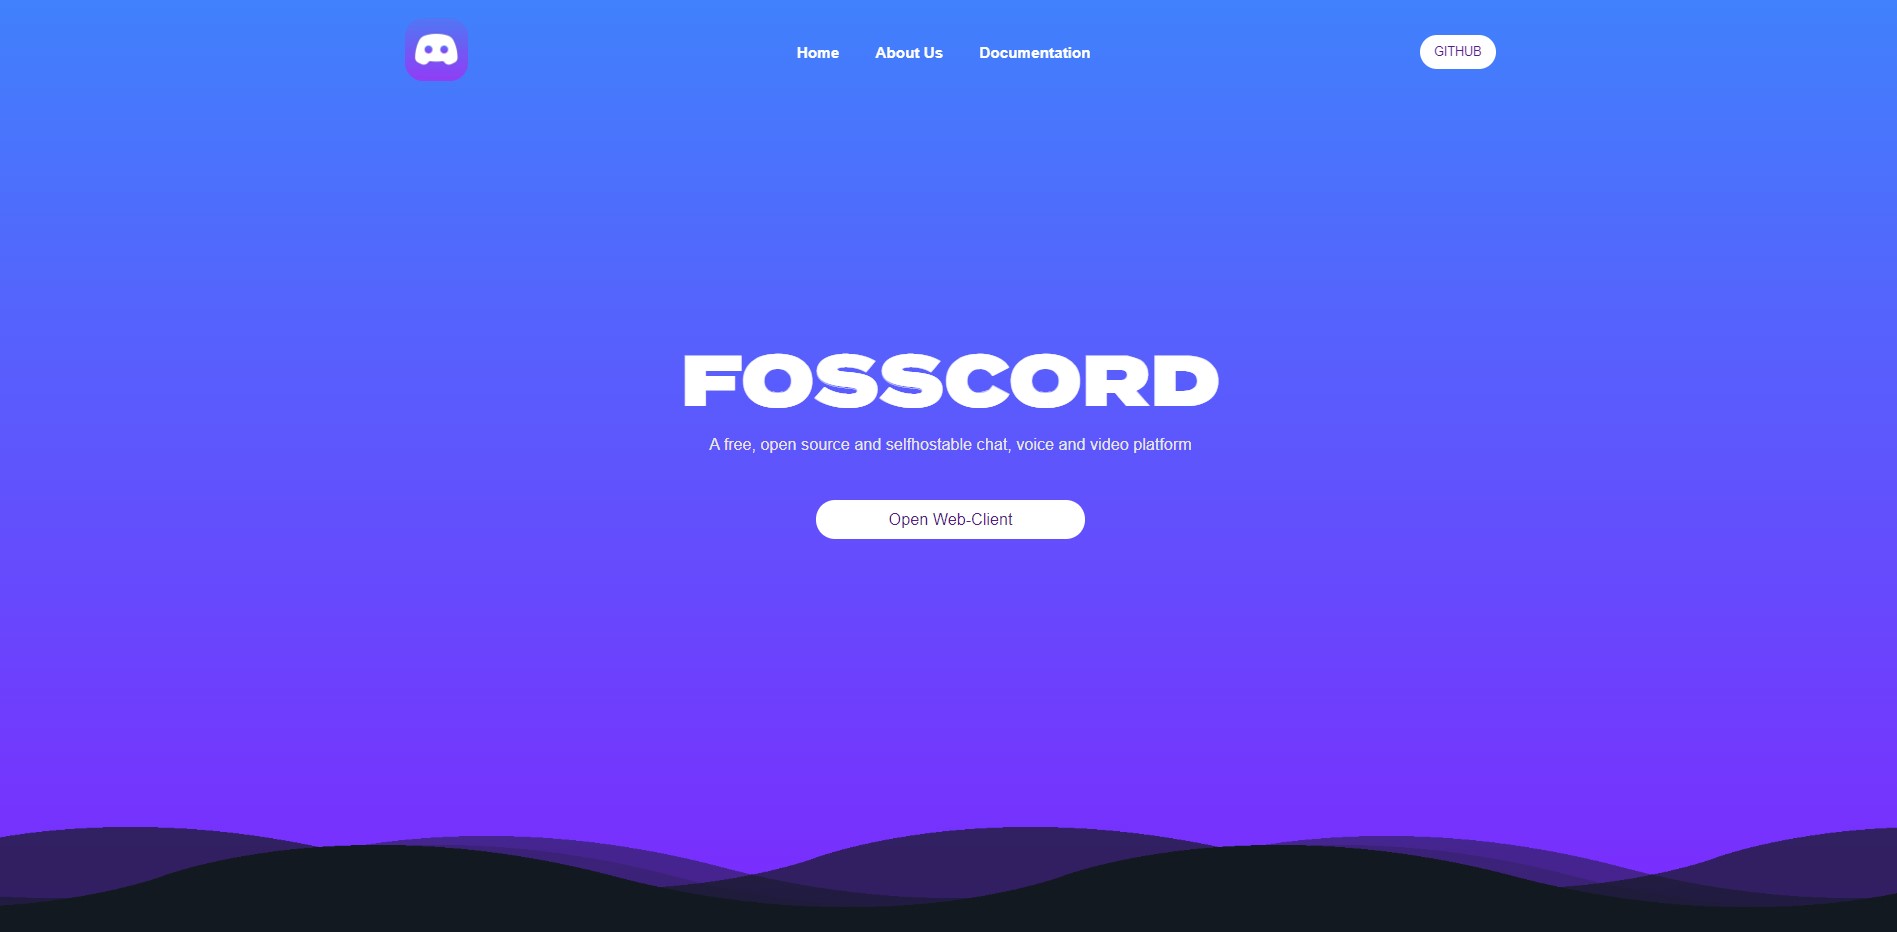 Home About Us Documentation GITHUB
FOSSCORD
A free, open source and selfhostable chat, voice and video platform
Open Web-Client